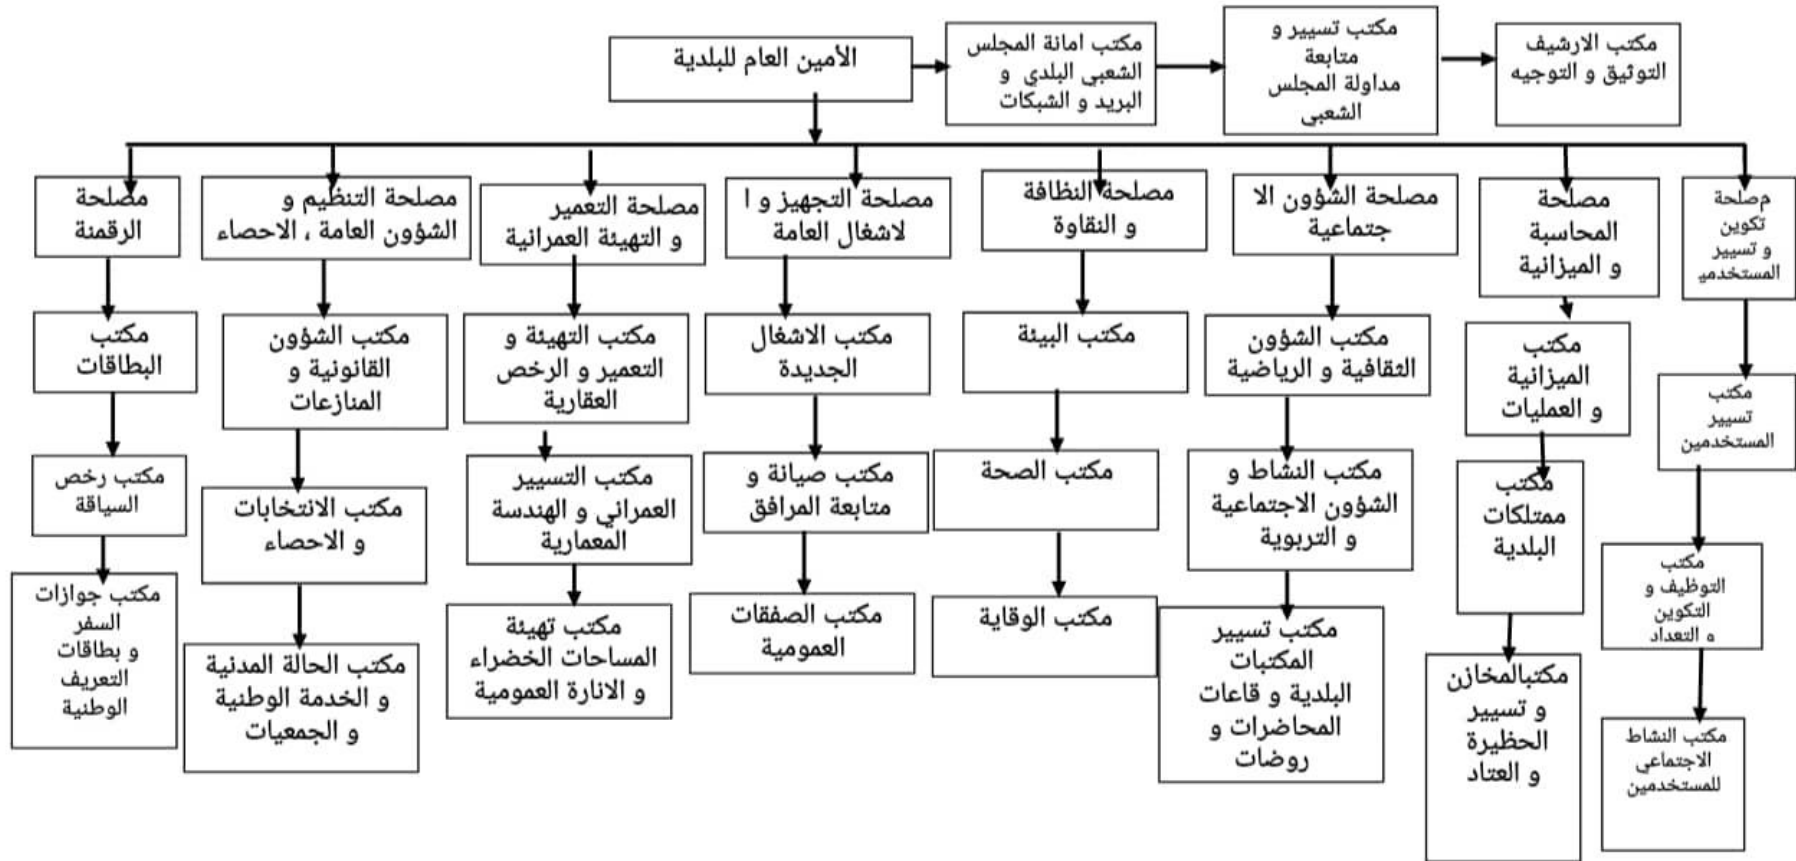 الأمين العام للبلدية
مكتب امانة المجلس
الشعبي البلدي و
البريد و الشبكات
مكتب تسيير و
متابعة
مداولة المجلس
الشعبي
مكتب الارشيف
التوثيق و التوجيه
مصلحة
تكوين
و تسيير
المستخدمي
مصلحة
المحاسبة
و الميزانية
مصلحة الشؤون الا
جتماعية
مصلحة النظافة
و النقاوة
مصلحة التجهيز و ا
لاشغال العامة
مصلحة التعمير
و التهيئة العمرانية
مصلحة التنظيم و
الشؤون العامة ، الاحصاء
مصلحة
الرقمنة
مكتب
تسيير
المستخدمين
مكتب
الميزانية
و العمليات
مكتب الشؤون
الثقافية و الرياضية
مكتب البيئة
مكتب الاشغال
الجديدة
مكتب التهيئة و
التعمير و الرخص
العقارية
مكتب الشؤون
القانونية و
المنازعات
مكتب
البطاقات
مكتب
التوظيف و
التكوين
و التعداد
مكتب
ممتلكات
البلدية
مكتب النشاط و
الشؤون الاجتماعية
و التربوية
مكتب الصحة
مكتب صيانة و
متابعة المرافق
مكتب التسيير
العمراني و الهندسة
المعمارية
مكتب الانتخابات
و الاحصاء
مكتب رخص
السياقة
مكتب النشاط
الاجتماعي
للمستخدمين
مكتبالمخازن
و تسيير
الحظيرة
و العتاد
مكتب تسيير
المكتبات
البلدية و قاعات
المحاضرات و
روضات
مكتب الوقاية
مكتب الصفقات
العمومية
مكتب تهيئة
المساحات الخضراء
و الانارة العمومية
مكتب الحالة المدنية
و الخدمة الوطنية
و الجمعيات
مكتب جوازات
السفر
و بطاقات
التعريف
الوطنية